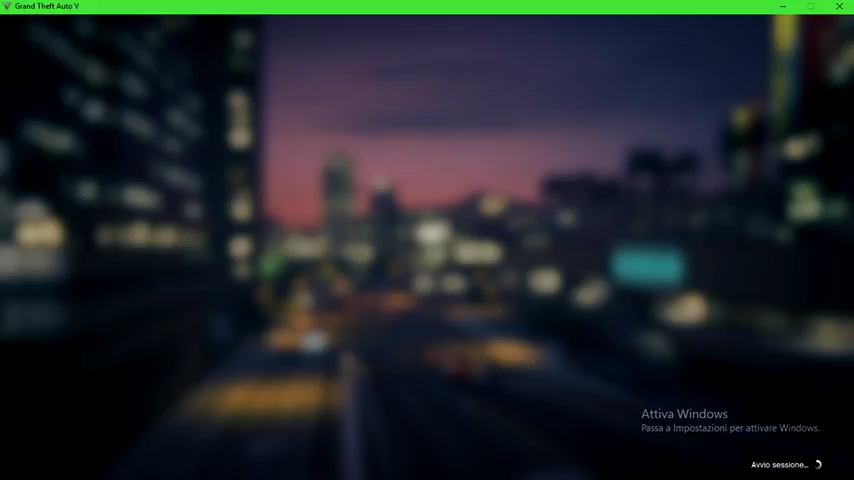 Grand Theft Auto V
Attiva Windows
Passa a Impostazioni per attivare Windows.
Avvio sessione...